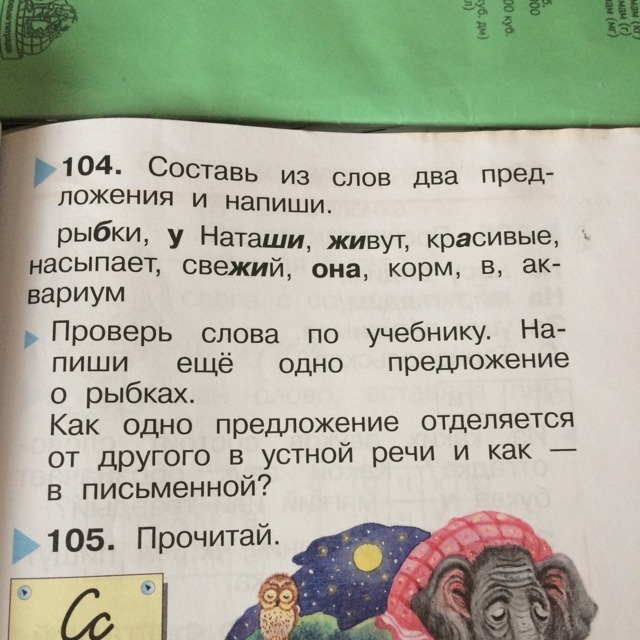 104. Составь из слов два пред-
ложения и напиши.
рыбки, у Наташи, живут, красивые,
насыпает, свежий, она, корм, в, ак-
вариум
Проверь слова по учебнику. На-
пиши ещё одно предложение
о рыбках.
Как одно предложение отделяется
от другого в устной речи и как —
в письменной?
105. Прочитай.
Сс